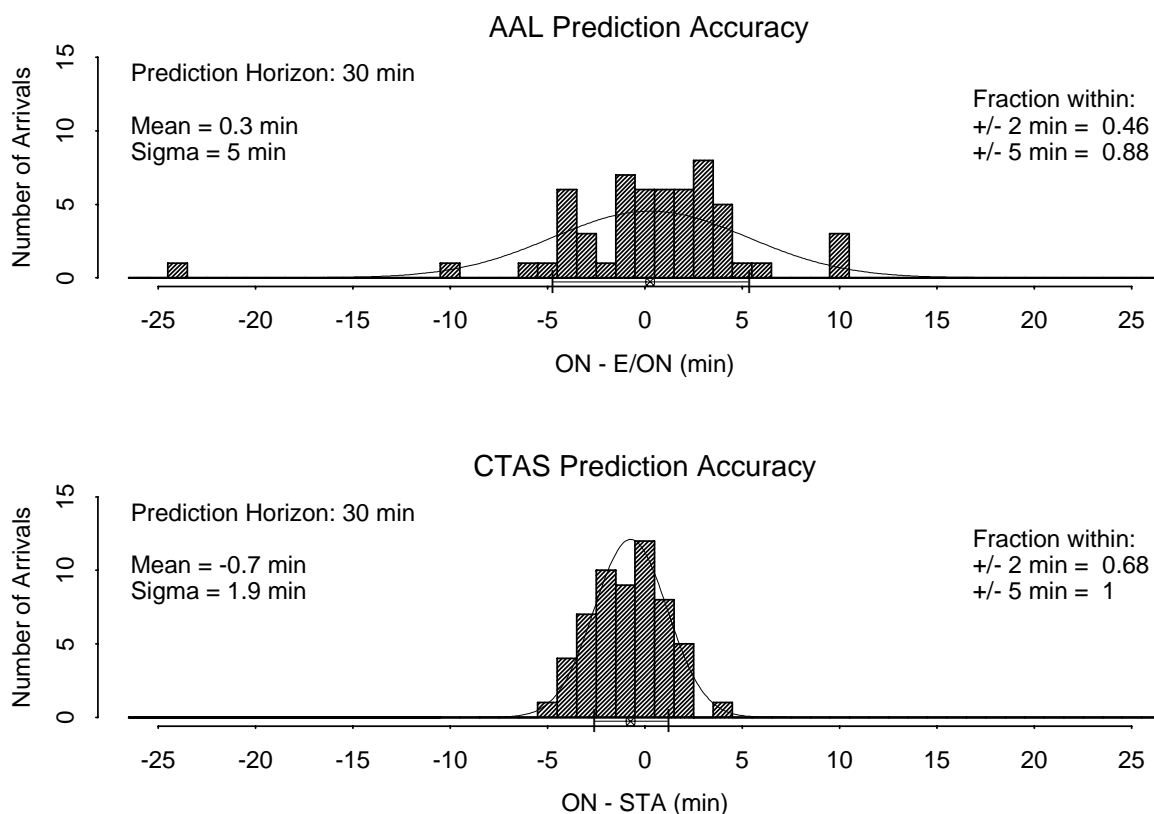 AAL Prediction Accuracy
15
10
5
0
Number of Arrivals
Prediction Horizon: 30 min
Mean = 0.3 min
Sigma = 5 min
Fraction within:
+/- 2 min = 0.46
+/- 5 min = 0.88
-25 -20 -15 -10 -5 0 5 10 15 20 25
ON - E/ON (min)
CTAS Prediction Accuracy
15
10
5
0
Number of Arrivals
Prediction Horizon: 30 min
Mean = -0.7 min
Sigma = 1.9 min
Fraction within:
+/- 2 min = 0.68
+/- 5 min = 1
-25 -20 -15 -10 -5 0 5 10 15 20 25
ON - STA (min)